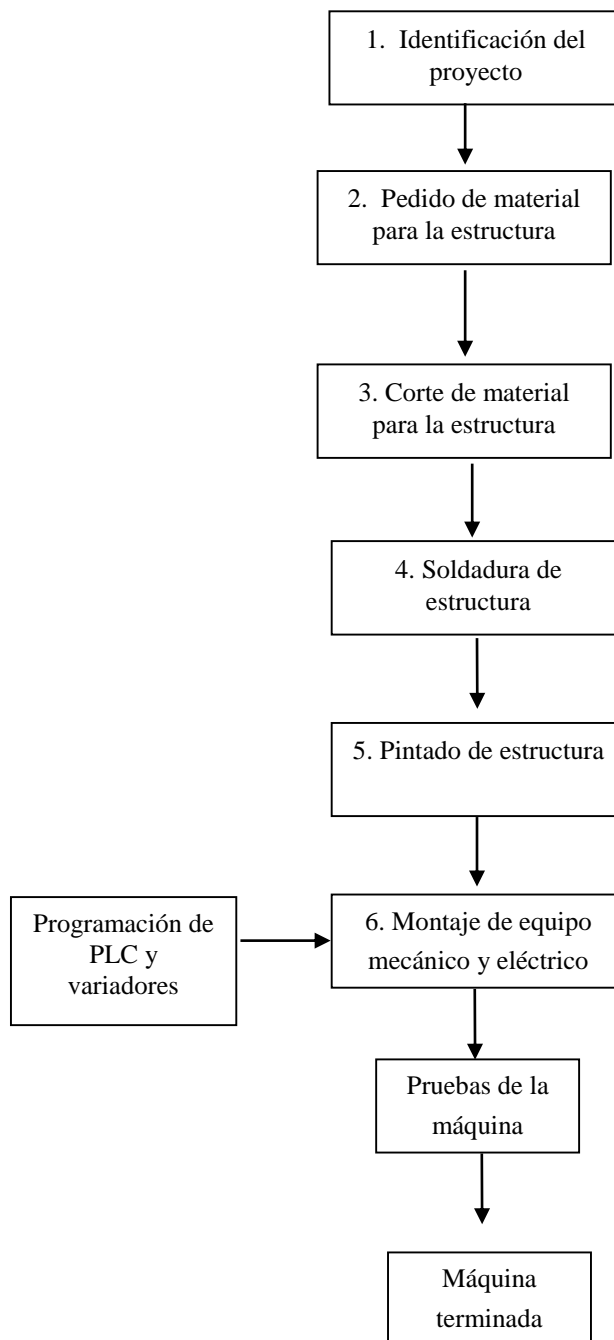 1. Identificación del
proyecto
2. Pedido de material
para la estructura
3. Corte de material
para la estructura
4. Soldadura de
estructura
5. Pintado de estructura
Programación de
PLC y
variadores
6. Montaje de equipo
mecánico y eléctrico
Pruebas de la
máquina
Máquina
terminada